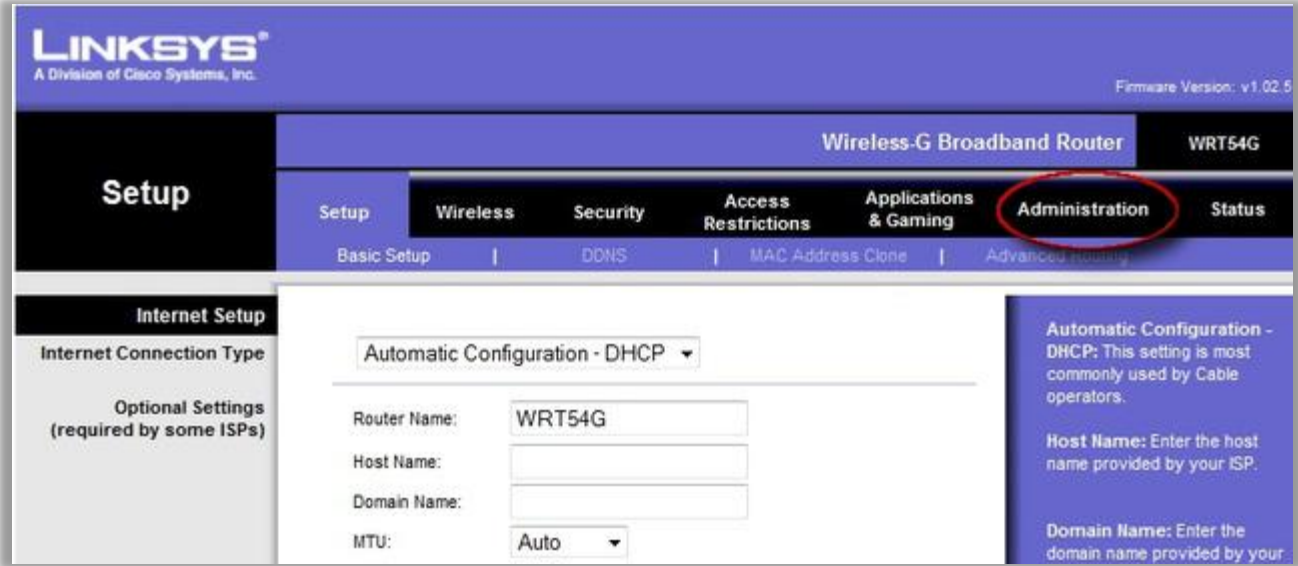 LINKSYS®
A Division of Cisco Systems, Inc.
Firmware Version: v1.02.5
Wireless-G Broadband Router WRT54G
Setup
Setup Wireless Security Access Restrictions Applications & Gaming Administration Status
Basic Setup | DDNS | MAC Address Clone | Advanced Routing
Internet Setup
Internet Connection Type
Automatic Configuration - DHCP
Optional Settings
(required by some ISPs)
Router Name: WRT54G
Host Name:
Domain Name:
MTU: Auto
Automatic Configuration -
DHCP: This setting is most
commonly used by Cable
operators.
Host Name: Enter the host
name provided by your ISP.
Domain Name: Enter the
domain name provided by your